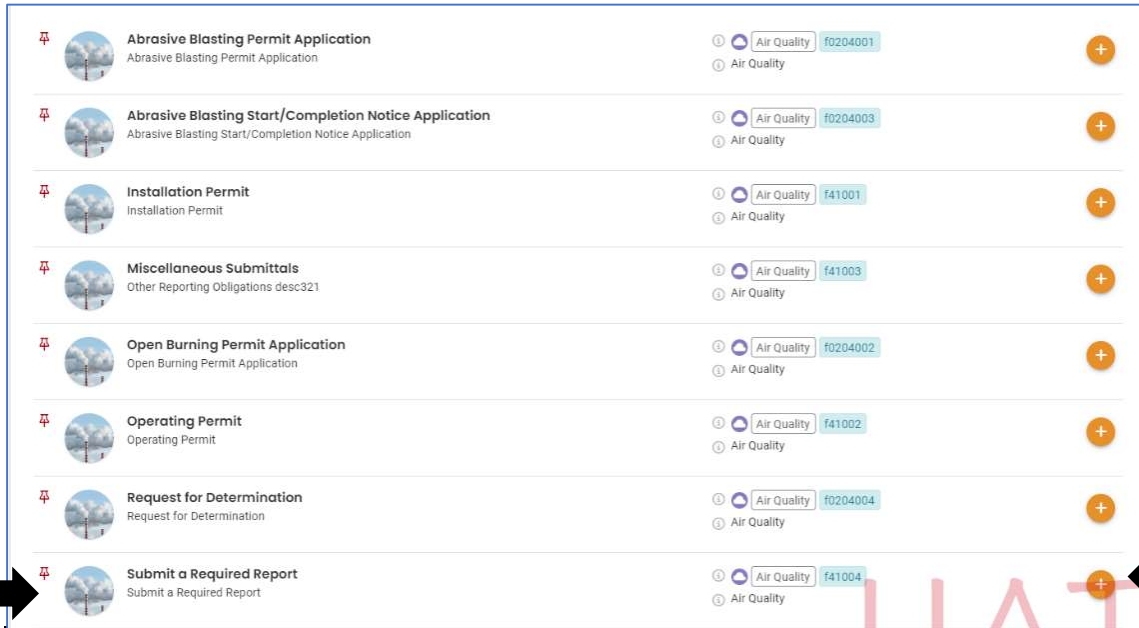 Abrasive Blasting Permit Application
Abrasive Blasting Permit Application
Air Quality f0204001
Air Quality
Abrasive Blasting Start/Completion Notice Application
Abrasive Blasting Start/Completion Notice Application
Air Quality f0204003
Air Quality
Installation Permit
Installation Permit
Air Quality f41001
Air Quality
Miscellaneous Submittals
Other Reporting Obligations desc321
Air Quality f41003
Air Quality
Open Burning Permit Application
Open Burning Permit Application
Air Quality f0204002
Air Quality
Operating Permit
Operating Permit
Air Quality f41002
Air Quality
Request for Determination
Request for Determination
Air Quality f0204004
Air Quality
Submit a Required Report
Submit a Required Report
Air Quality f41004
Air Quality
UAT